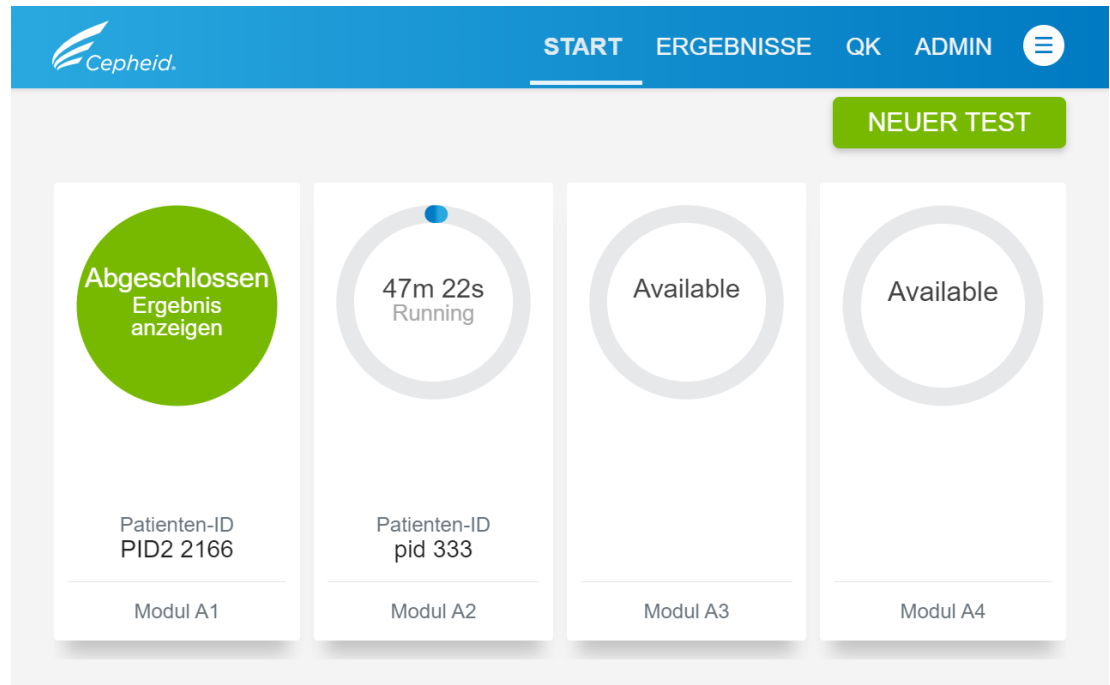 Cepheid.
START ERGEBNISSE QK ADMIN
NEUER TEST
Abgeschlossen
Ergebnis
anzeigen
47m 22s
Running
Available
Available
Patienten-ID
PID2 2166
Patienten-ID
pid 333
Modul A1
Modul A2
Modul A3
Modul A4